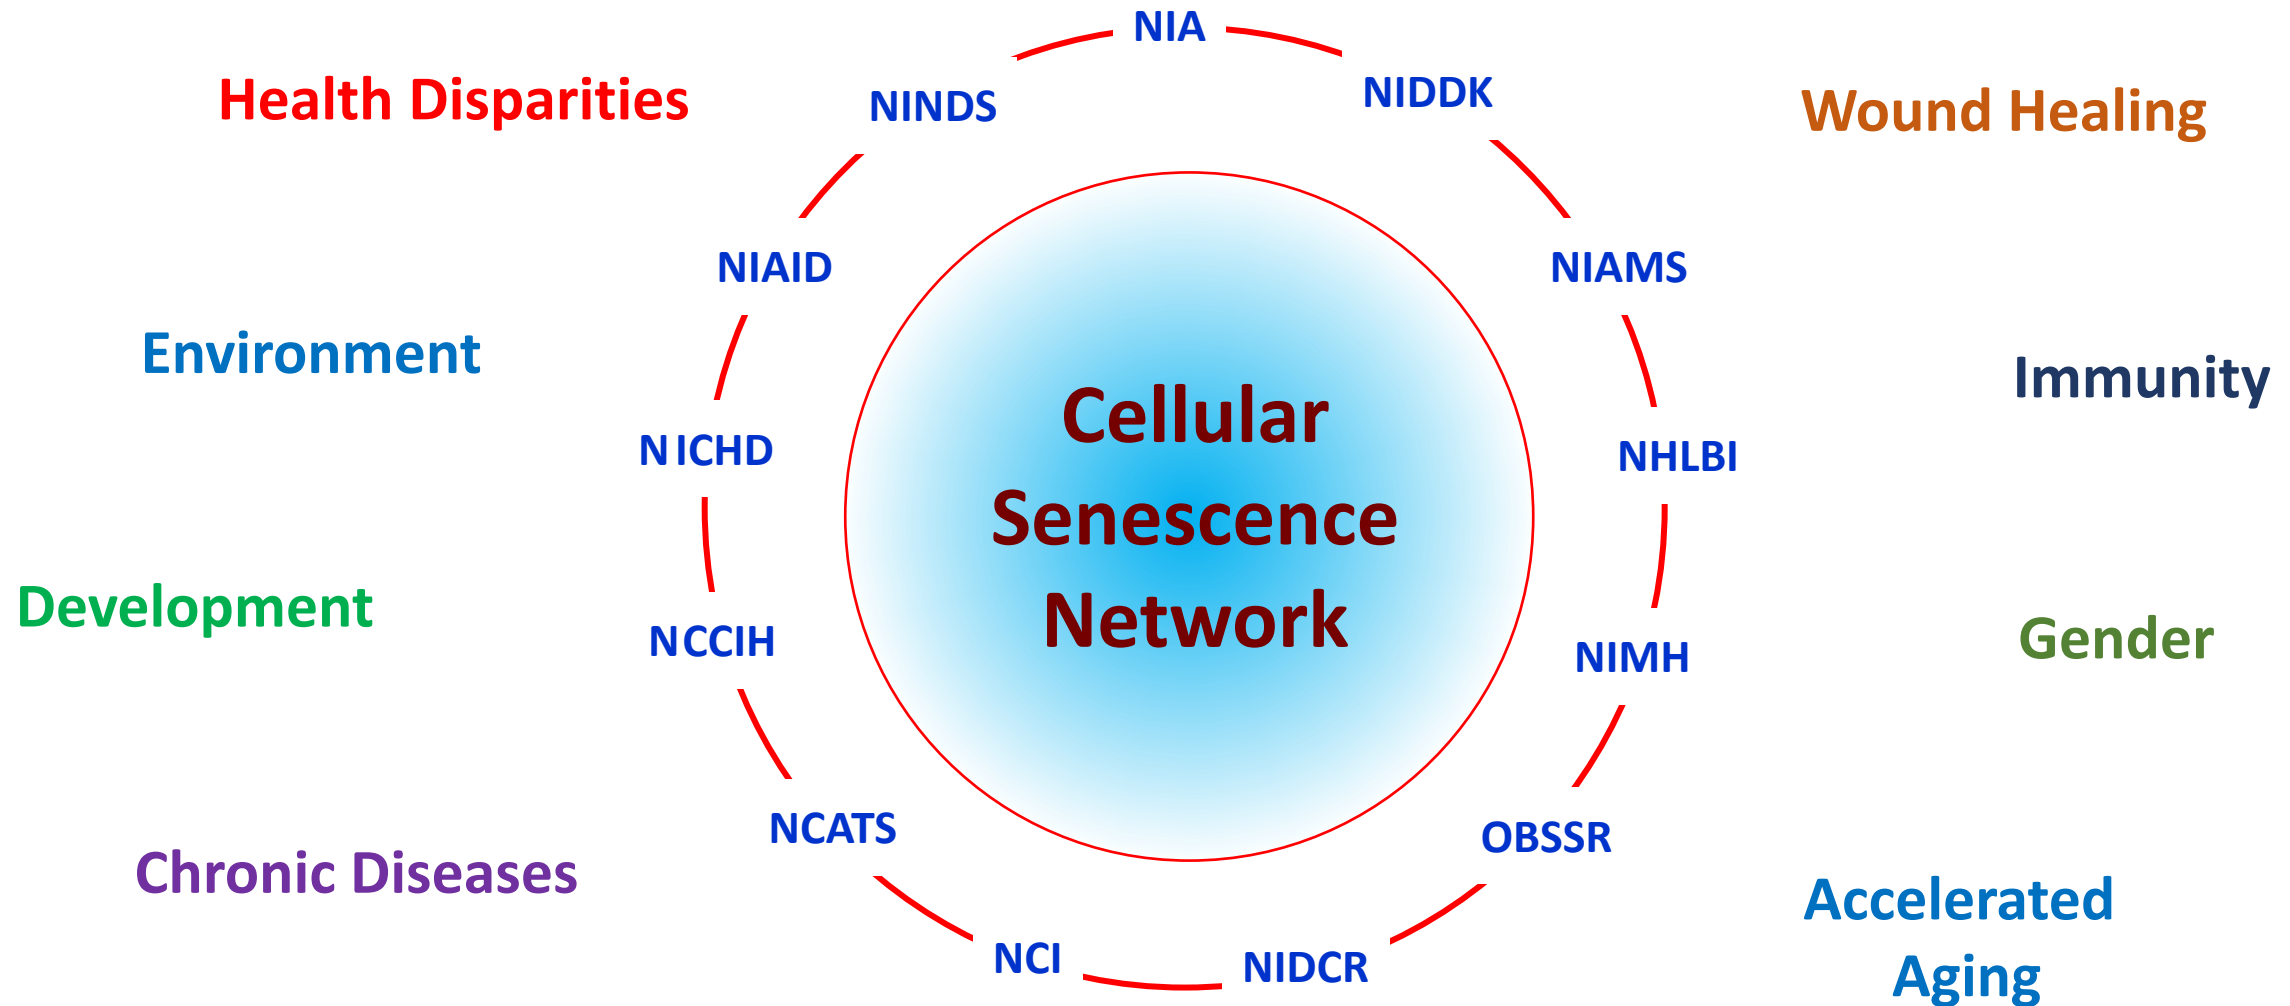 NIA
NINDS
NIDDK
Health Disparities
Wound Healing
NIAID
NIAMS
Environment
Immunity
Cellular
Senescence
Network
NICHD
NHLBI
Development
Gender
NCCIH
NIMH
NCATS
OBSSR
Chronic Diseases
Accelerated
Aging
NCI
NIDCR